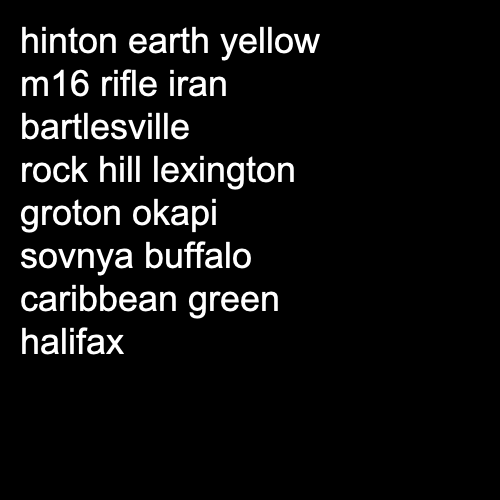 hinton earth yellow
m16 rifle iran
bartlesville
rock hill lexington
groton okapi
sovnya buffalo
caribbean green
halifax